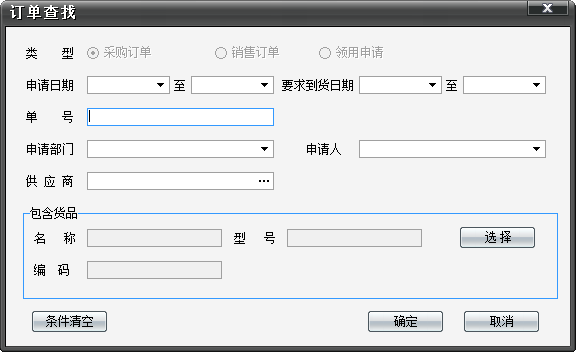 订单查找
类 型 采购订单 销售订单 领用申请
申请日期 至 要求到货日期 至
单 号
申请部门 申请人
供 应 商 ...
包含货品
名 称 型 号 选 择
编 码
条件清空 确定 取消